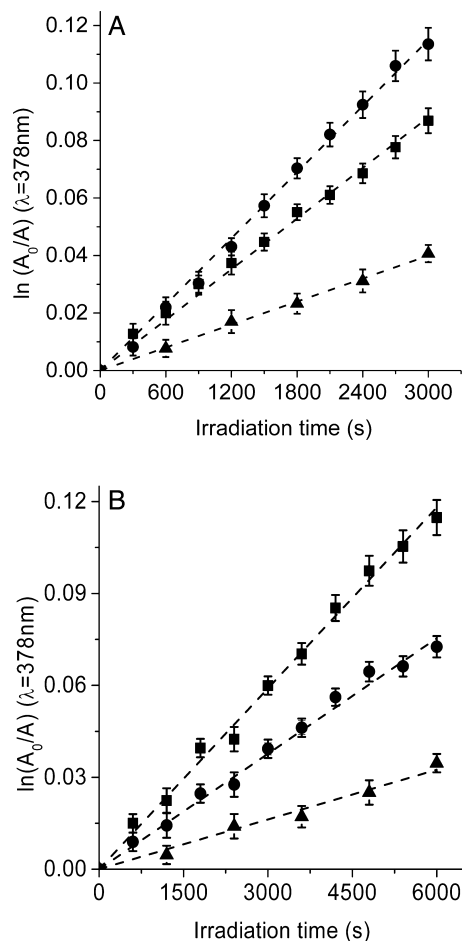 A
0.12
0.10
0.08
0.06
0.04
0.02
0.00
ln (A₀/A) (λ=378nm)
0 600 1200 1800 2400 3000
Irradiation time (s)
B
0.12
0.09
0.06
0.03
0.00
ln(A₀/A) (λ=378nm)
0 1500 3000 4500 6000
Irradiation time (s)